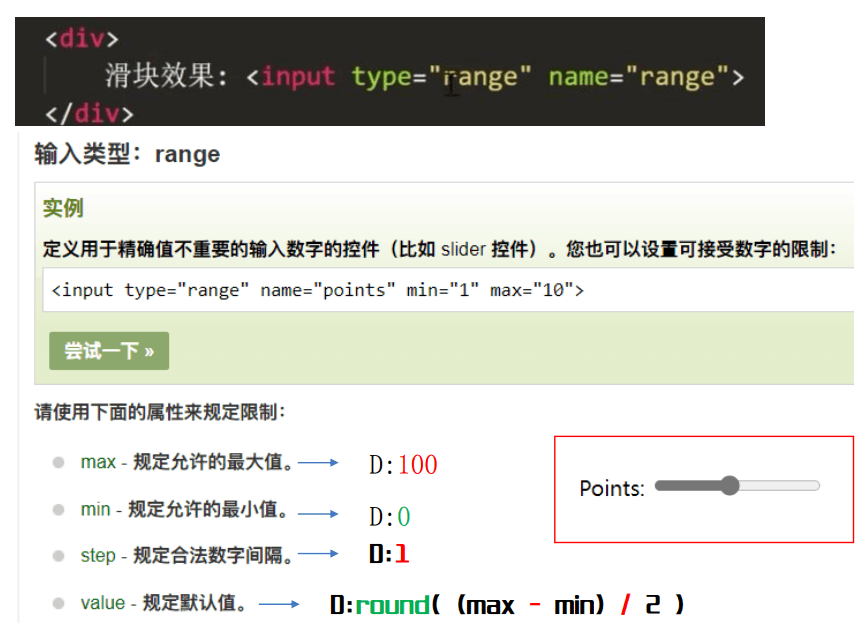 <div>
滑块效果: <input type="range" name="range">
</div>
输入类型：range
实例
定义用于精确值不重要的输入数字的控件（比如 slider 控件）。您也可以设置可接受数字的限制：
<input type="range" name="points" min="1" max="10">
尝试一下 »
请使用下面的属性来规定限制：
max - 规定允许的最大值。 D:100
min - 规定允许的最小值。 D:0
step - 规定合法数字间隔。 D:1
value - 规定默认值。 D:round( (max - min) / 2 )
Points: